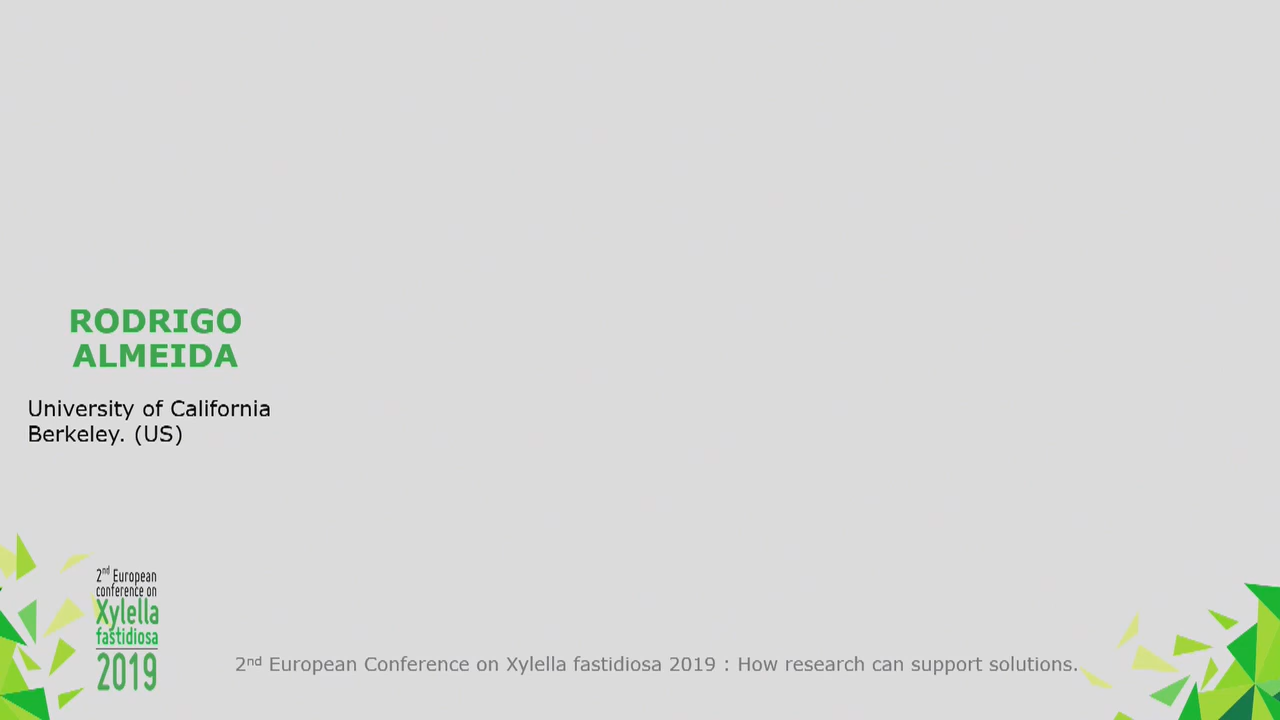 RODRIGO
ALMEIDA
University of California
Berkeley. (US)
2nd European
conference on
Xylella
fastidiosa
2019
2nd European Conference on Xylella fastidiosa 2019 : How research can support solutions.